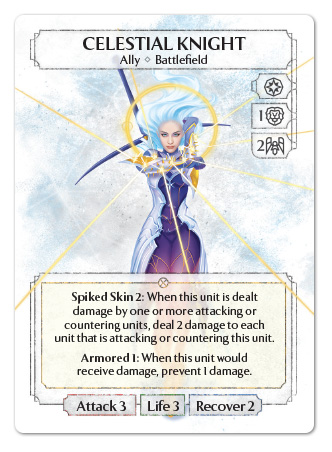 CELESTIAL KNIGHT
Ally ◇ Battlefield
1
2
Spiked Skin 2: When this unit is dealt
damage by one or more attacking or
countering units, deal 2 damage to each
unit that is attacking or countering this unit.
Armored 1: When this unit would
receive damage, prevent 1 damage.
Attack 3 Life 3 Recover 2